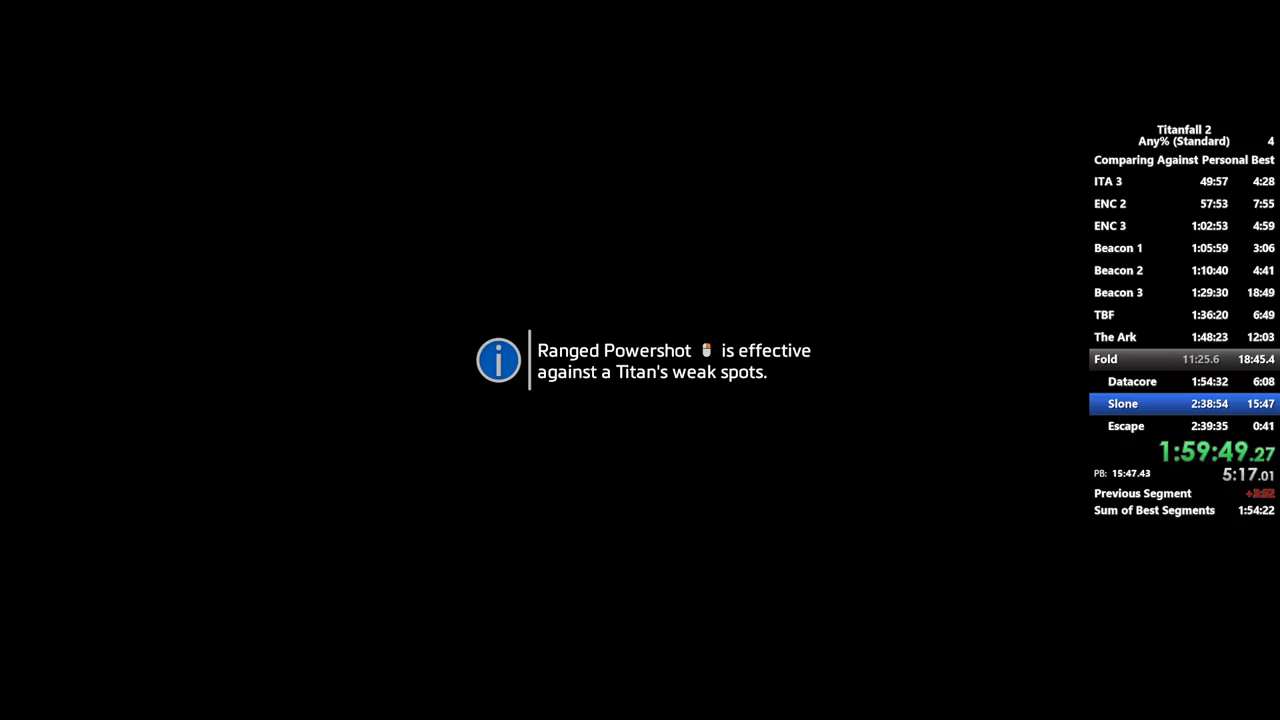 Titanfall 2
Any% (Standard) 4
Comparing Against Personal Best
ITA 3 49:57 4:28
ENC 2 57:53 7:55
ENC 3 1:02:53 4:59
Beacon 1 1:05:59 3:06
Beacon 2 1:10:40 4:41
Beacon 3 1:29:30 18:49
TBF 1:36:20 6:49
The Ark 1:48:23 12:03
Fold 11:25.6 18:45.4
Datacore 1:54:32 6:08
Slone 2:38:54 15:47
Escape 2:39:35 0:41
1:59:49.27
PB: 15:47.43 5:17.01
Previous Segment +3:52
Sum of Best Segments 1:54:22
Ranged Powershot is effective
against a Titan's weak spots.